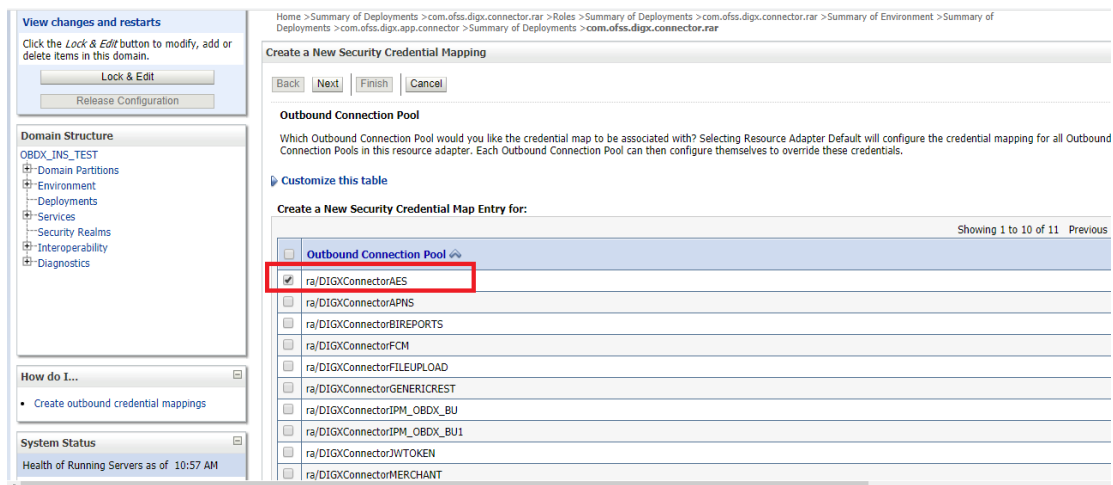 View changes and restarts
Click the Lock & Edit button to modify, add or
delete items in this domain.
Lock & Edit
Release Configuration
Domain Structure
OBDX_INS_TEST
Domain Partitions
Environment
Deployments
Services
Security Realms
Interoperability
Diagnostics
How do I...
Create outbound credential mappings
System Status
Health of Running Servers as of 10:57 AM
Home >Summary of Deployments >com.ofss.digx.connector.rar >Roles >Summary of Deployments >com.ofss.digx.connector.rar >Summary of Environment >Summary of
Deployments >com.ofss.digx.app.connector >Summary of Deployments >com.ofss.digx.connector.rar
Create a New Security Credential Mapping
Back Next Finish Cancel
Outbound Connection Pool
Which Outbound Connection Pool would you like the credential map to be associated with? Selecting Resource Adapter Default will configure the credential mapping for all Outbound
Connection Pools in this resource adapter. Each Outbound Connection Pool can then configure themselves to override these credentials.
Customize this table
Create a New Security Credential Map Entry for:
Showing 1 to 10 of 11 Previous
Outbound Connection Pool
ra/DIGXConnectorAES
ra/DIGXConnectorAPNS
ra/DIGXConnectorBIREPORTS
ra/DIGXConnectorFCM
ra/DIGXConnectorFILEUPLOAD
ra/DIGXConnectorGENERICREST
ra/DIGXConnectorIPM_OBDX_BU
ra/DIGXConnectorIPM_OBDX_BU1
ra/DIGXConnectorJWTOKEN
ra/DIGXConnectorMERCHANT